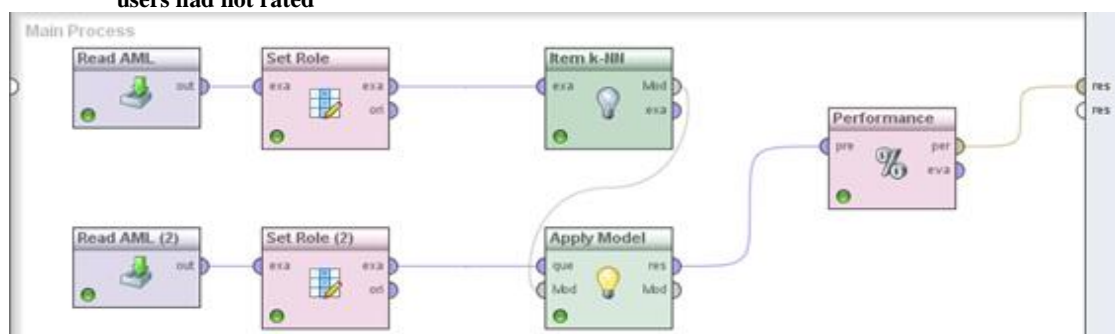 users had not rated
Main Process
Read AML
out
Set Role
exa
exa
ori
Item k-NN
exa
Mod
exa
Performance
pre
per
eva
res
res
Read AML (2)
out
Set Role (2)
exa
exa
ori
Apply Model
que
Mod
res
Mod